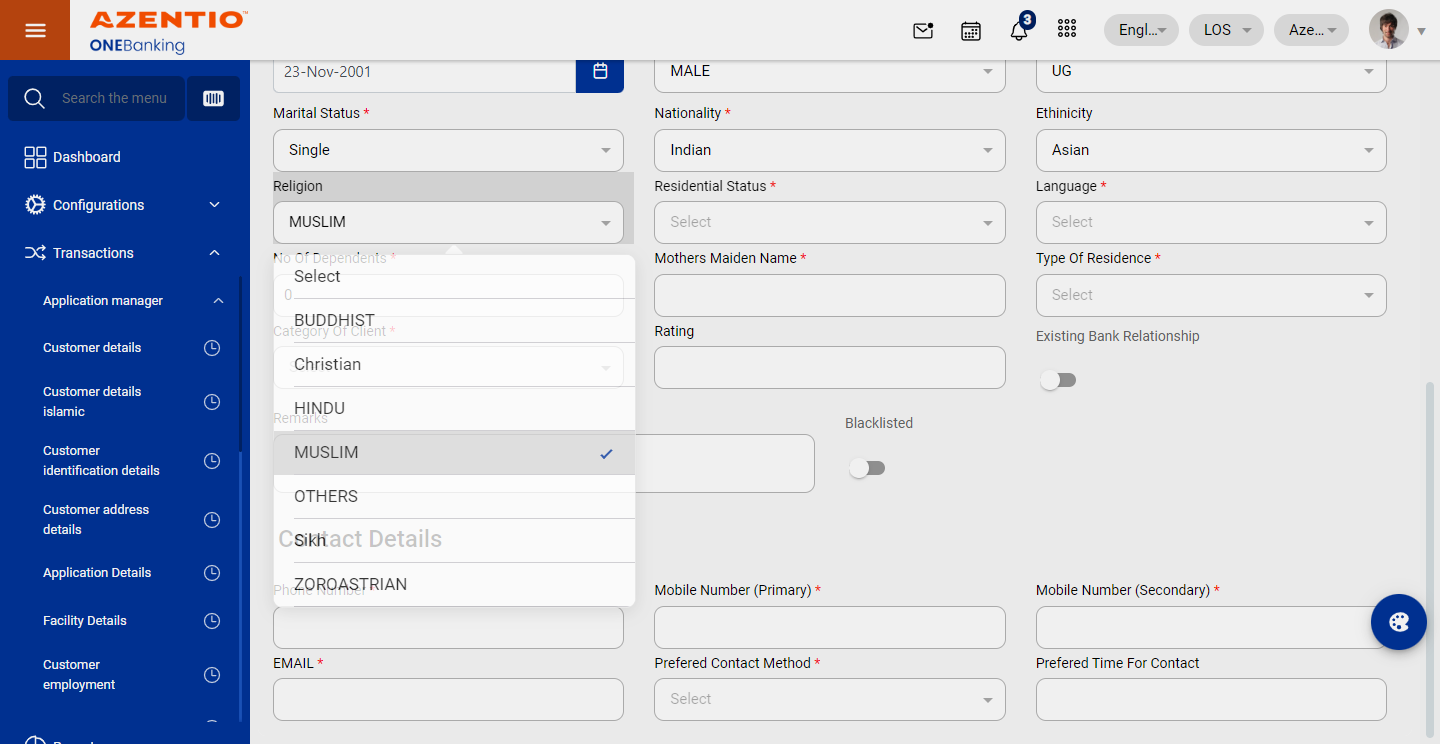 AZENTIO™
ONEBanking
3
Engl...
LOS
Aze...
Search the menu
Dashboard
Configurations
Transactions
Application manager
Customer details
Customer details
islamic
Customer
identification details
Customer address
details
Application Details
Facility Details
Customer
employment
23-Nov-2001
MALE
UG
Marital Status *
Nationality *
Ethinicity
Single
Indian
Asian
Religion
Residential Status *
Language *
MUSLIM
Select
Select
No Of Dependents *
Mothers Maiden Name *
Type Of Residence *
Select
0
Select
BUDDHIST
Category Of Client *
Rating
Existing Bank Relationship
Christian
HINDU
Remarks
Blacklisted
MUSLIM
OTHERS
Contact Details
Sikh
ZOROASTRIAN
Phone Number
Mobile Number (Primary) *
Mobile Number (Secondary) *
EMAIL *
Prefered Contact Method *
Prefered Time For Contact
Select